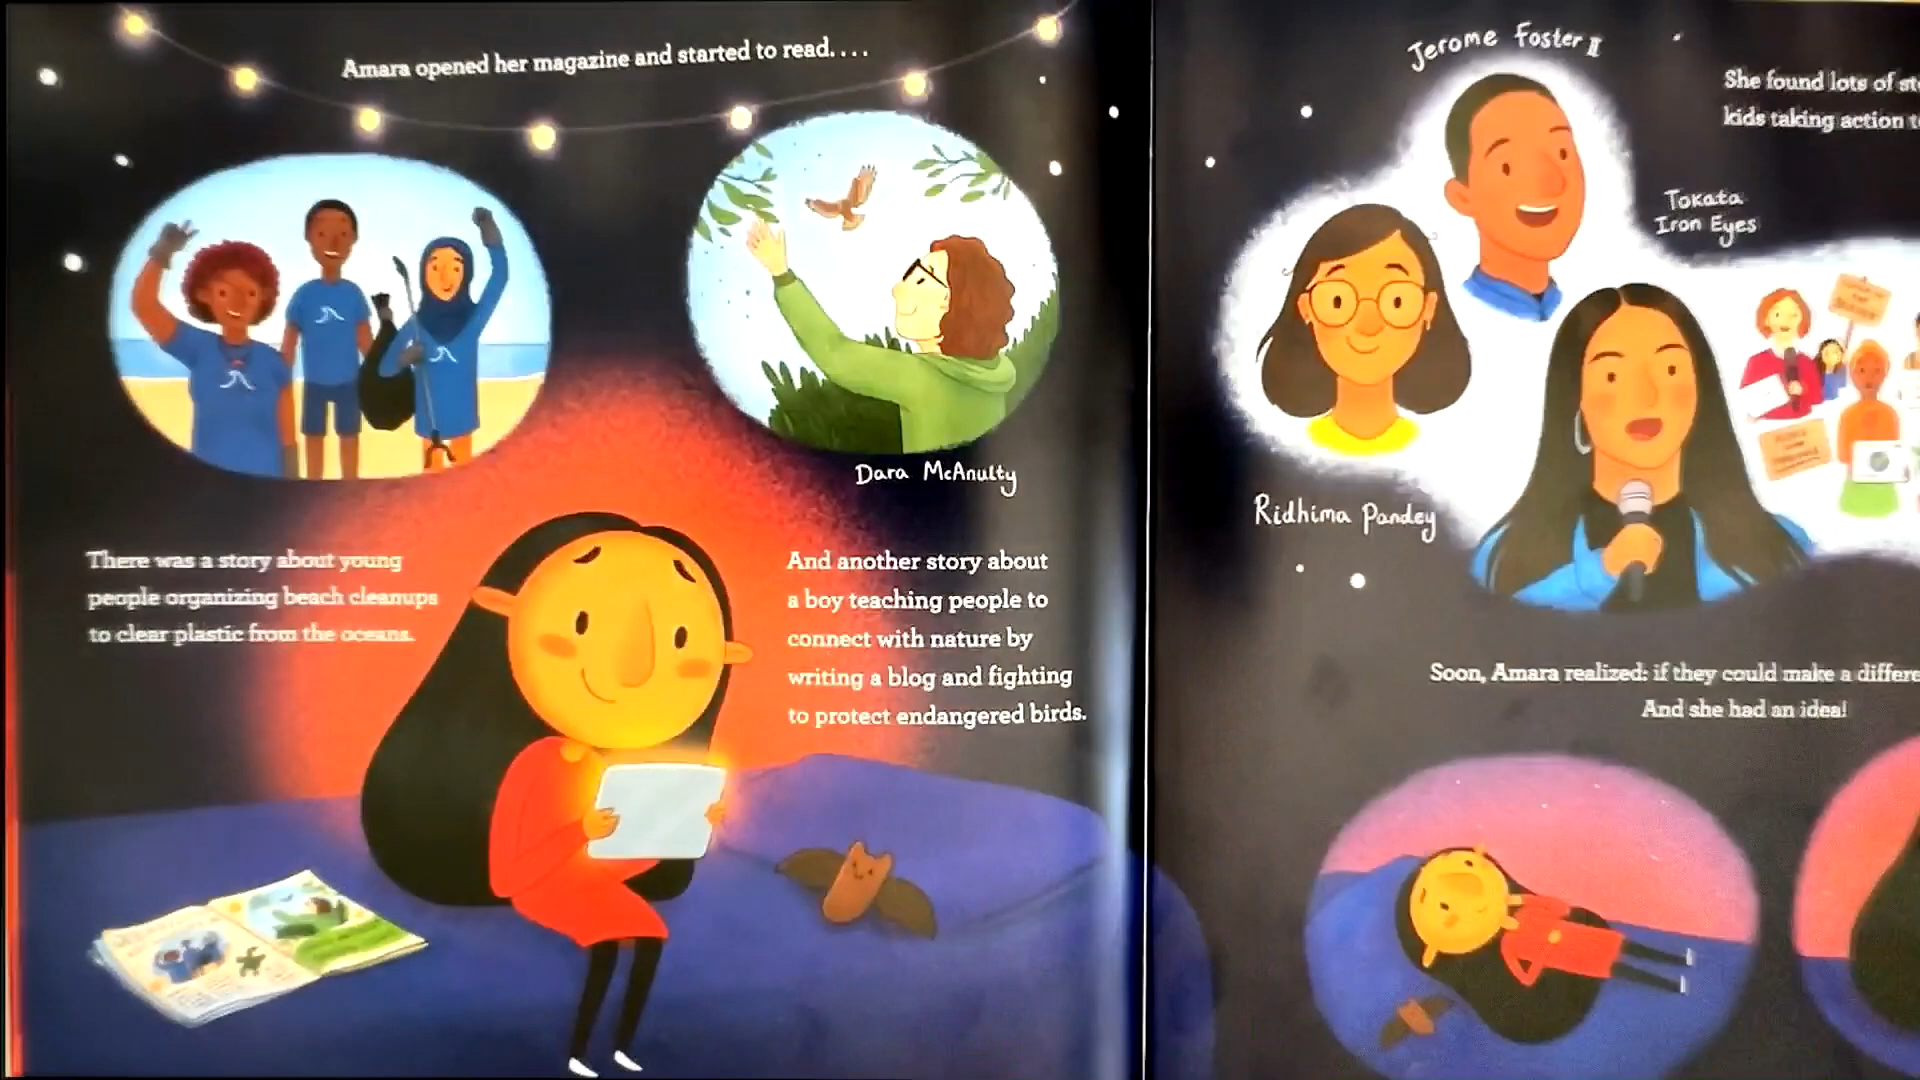 Amara opened her magazine and started to read....
Dara McAnulty
There was a story about young
people organizing beach cleanups
to clear plastic from the oceans.
And another story about
a boy teaching people to
connect with nature by
writing a blog and fighting
to protect endangered birds.
Jerome Foster II
She found lots of
kids taking action
Tokata
Iron Eyes
Ridhima Pandey
Soon, Amara realized: if they could make a
And she had an idea!